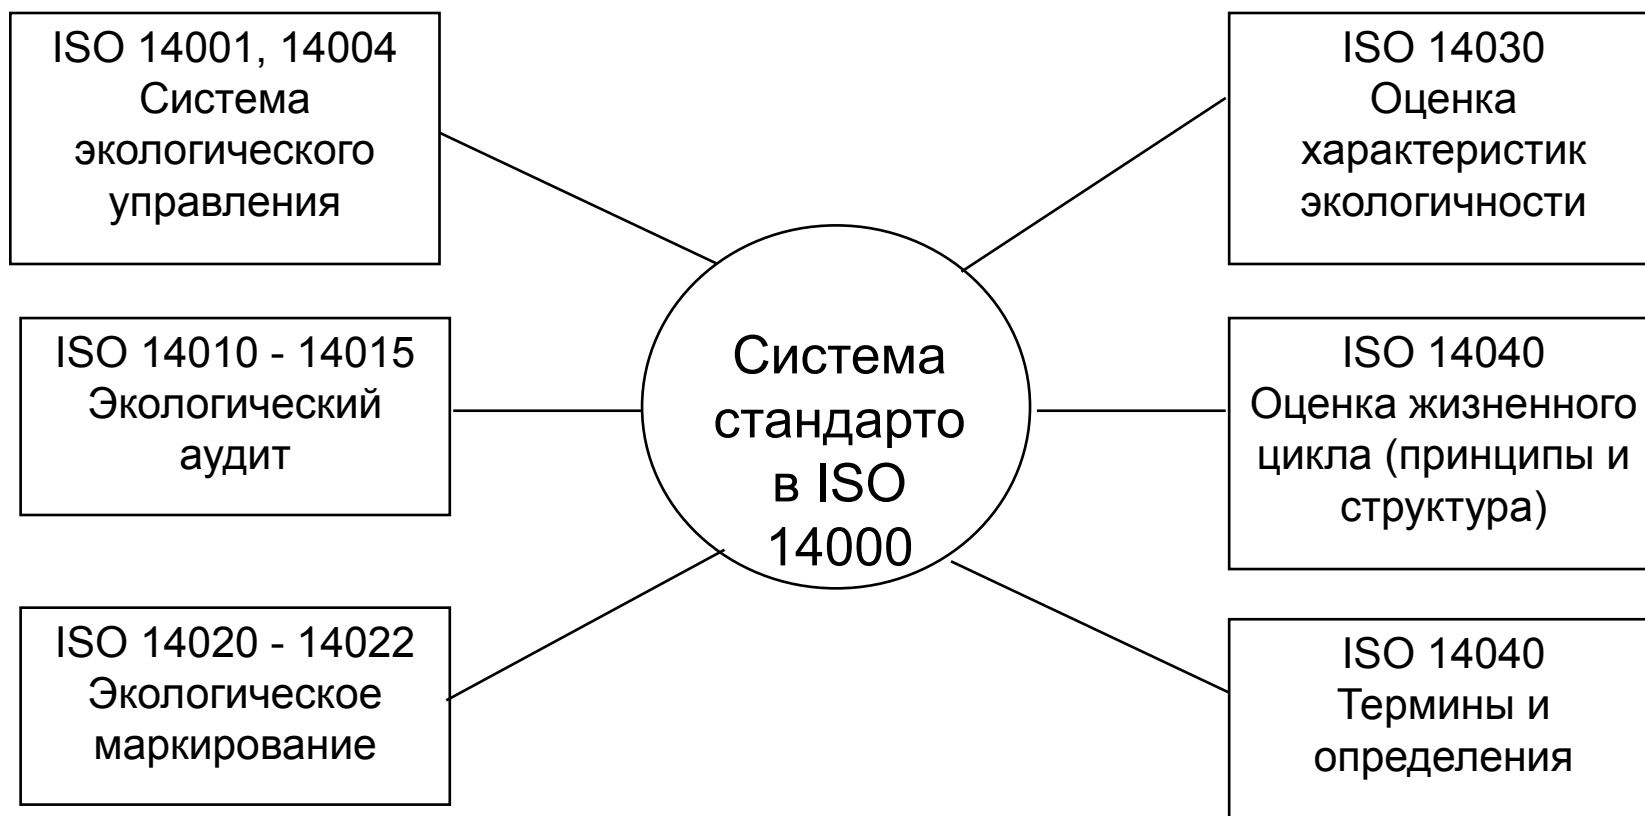 ISO 14001, 14004
Система
экологического
управления
ISO 14010 - 14015
Экологический
аудит
ISO 14020 - 14022
Экологическое
маркирование
Система
стандарто
в ISO
14000
ISO 14030
Оценка
характеристик
экологичности
ISO 14040
Оценка жизненного
цикла (принципы и
структура)
ISO 14040
Термины и
определения